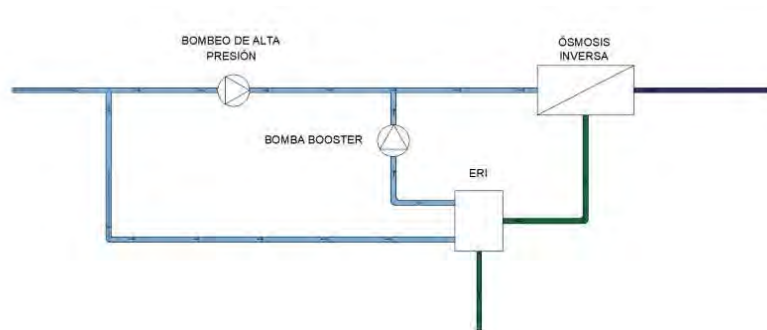 BOMBEO DE ALTA
PRESIÓN
ÓSMOSIS
INVERSA
BOMBA BOOSTER
ERI